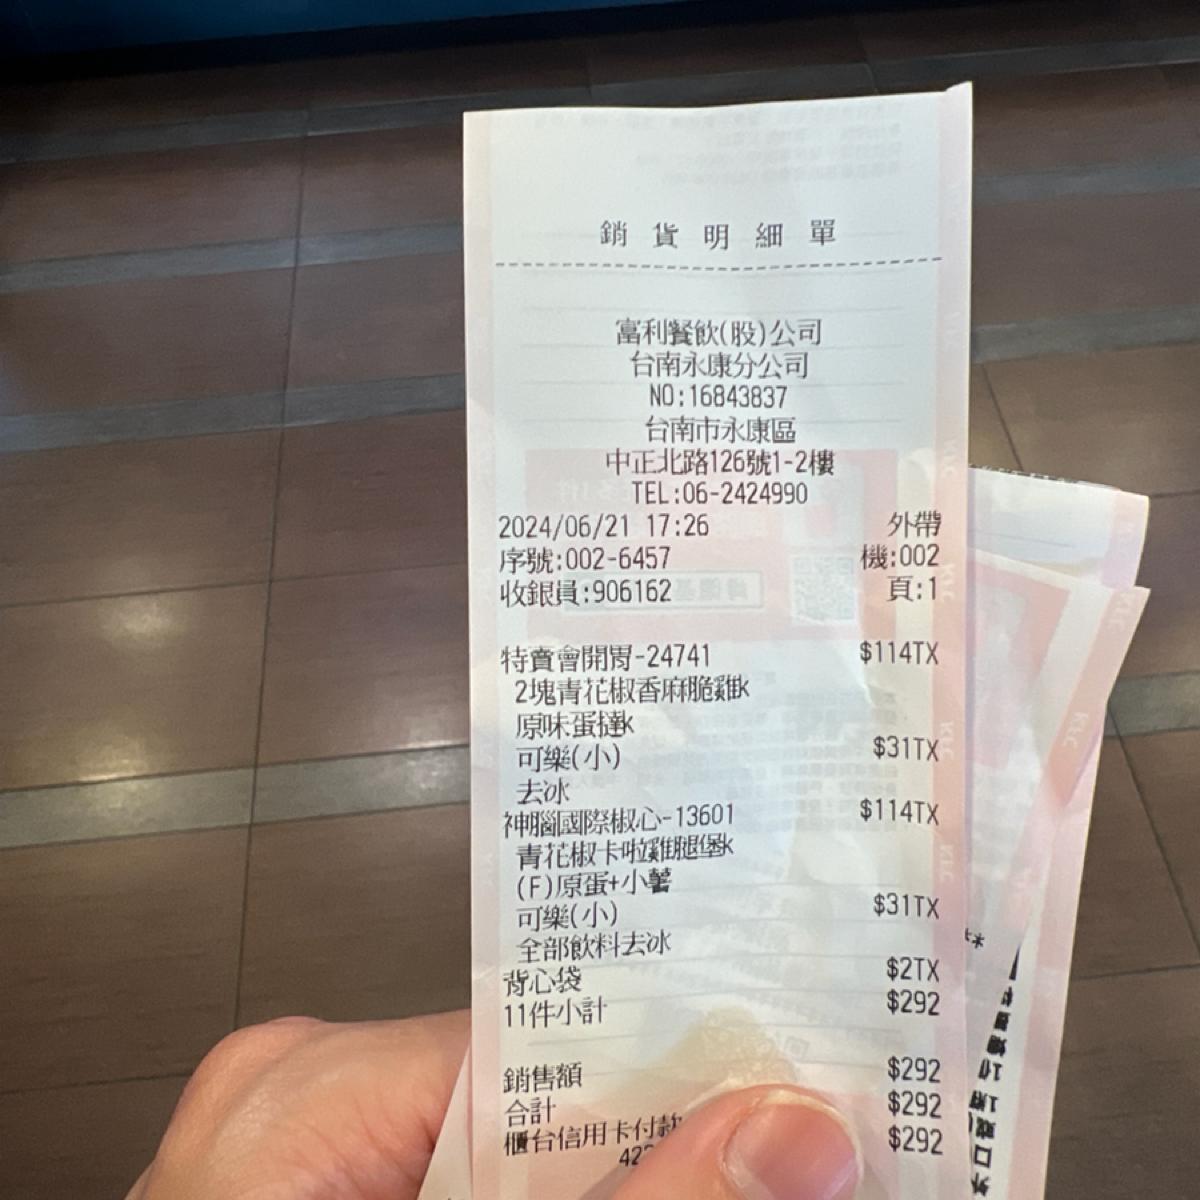 銷貨明細單
富利餐飲(股)公司
台南永康分公司
NO:16843837
台南市永康區
中正北路126號1-2樓
TEL:06-2424990
2024/06/21 17:26 外帶
序號:002-6457 機:002
收銀員:906162 頁:1
特賣會開胃-24741 $114TX
2塊青花椒香麻脆雞k
原味蛋撻k
可樂(小) $31TX
去冰
神腦國際椒心-13601 $114TX
青花椒卡啦雞腿堡k
(F)原蛋+小薯
可樂(小) $31TX
全部飲料去冰
背心袋 $2TX
11件小計 $292
銷售額 $292
合計 $292
櫃台信用卡付款 $292
422
KFC